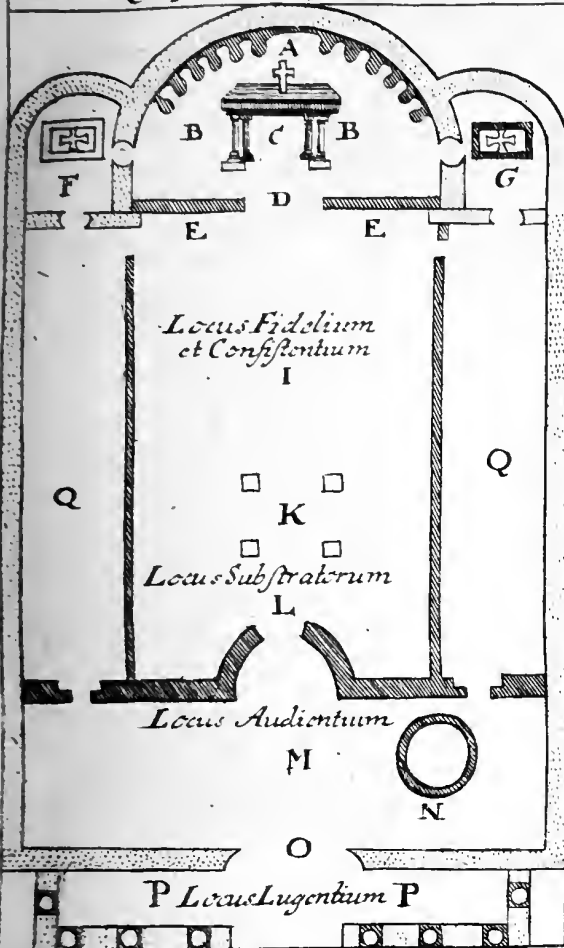 A
B C B
F G
D
E E
Locus Fidelium
et Consistentium
I
Q Q
K
Locus Substratorum
L
Locus Audientium
M
N
O
P Locus Lugentium P